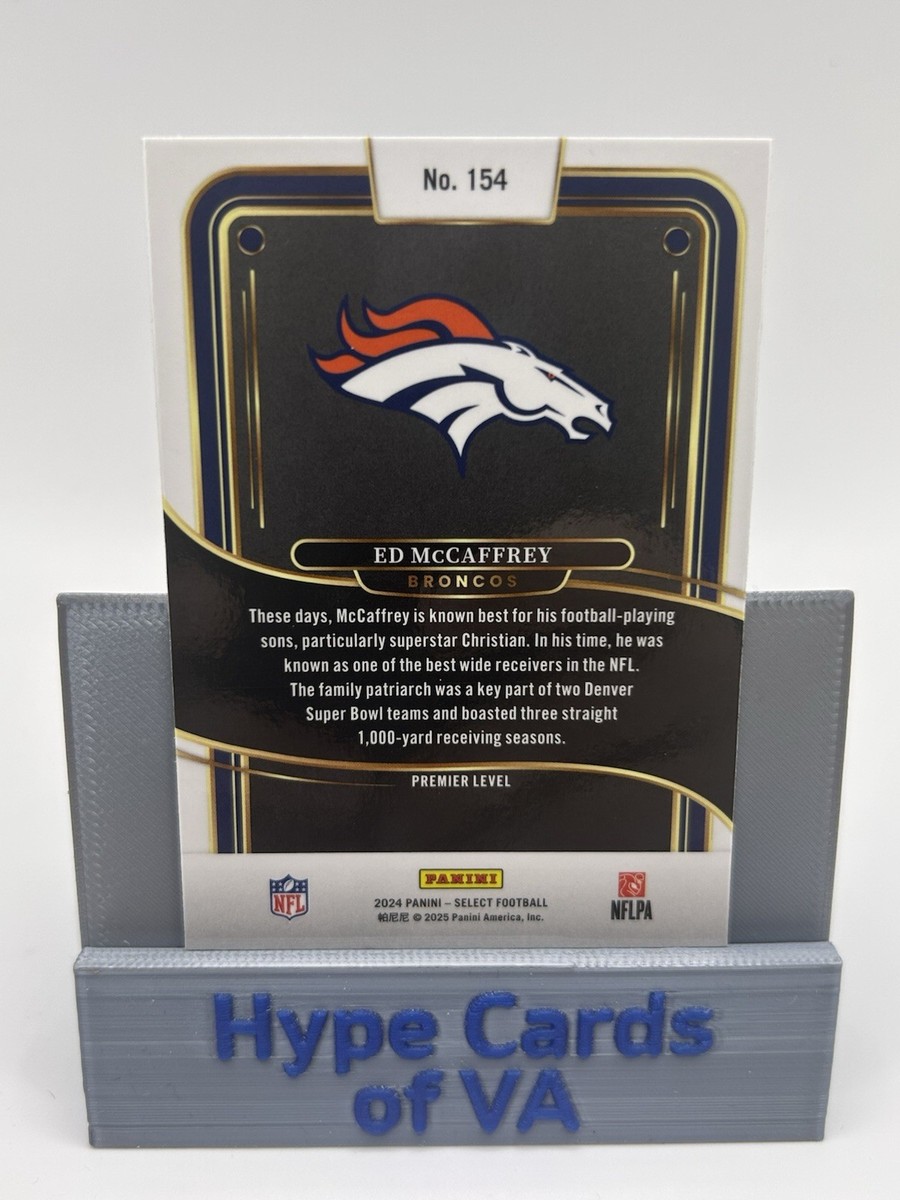 No. 154
ED McCAFFREY
BRONCOS
These days, McCaffrey is known best for his football-playing
sons, particularly superstar Christian. In his time, he was
known as one of the best wide receivers in the NFL.
The family patriarch was a key part of two Denver
Super Bowl teams and boasted three straight
1,000-yard receiving seasons.
PREMIER LEVEL
NFL
PANINI
2024 PANINI – SELECT FOOTBALL
帕尼尼 © 2025 Panini America, Inc.
NFLPA
Hype Cards
of VA